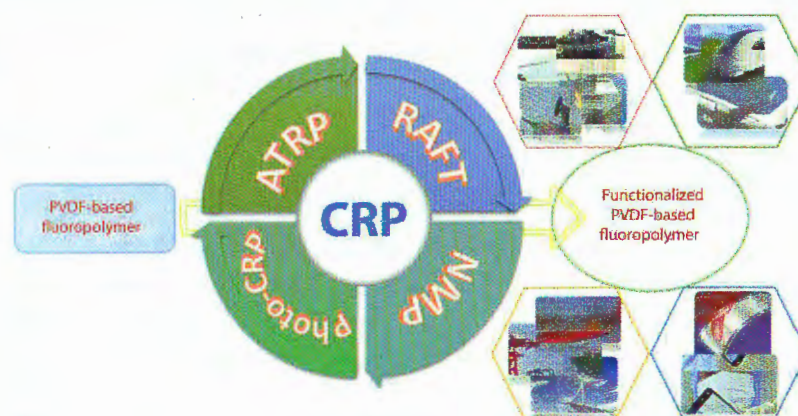 ATRP
RAFT
PVDF-based
fluoropolymer
CRP
Functionalized
PVDF-based
fluoropolymer
photo-CRP
NMP